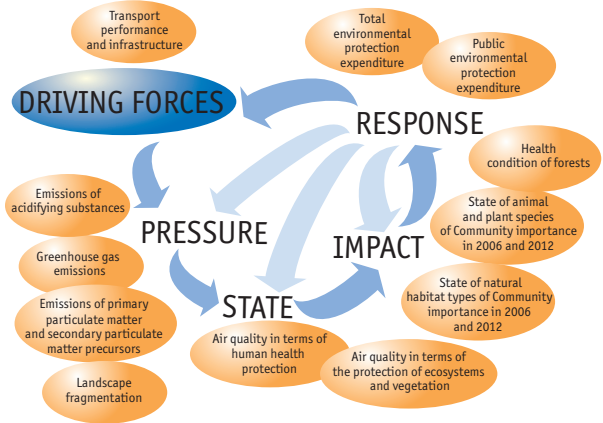 Transport
performance
and infrastructure
Total
environmental
protection
expenditure
Public
environmental
protection
expenditure
DRIVING FORCES
RESPONSE
Health
condition of forests
Emissions of
acidifying substances
State of animal
and plant species
of Community importance
in 2006 and 2012
PRESSURE
IMPACT
Greenhouse gas
emissions
State of natural
habitat types of Community
importance in 2006
and 2012
Emissions of primary
particulate matter
and secondary particulate
matter precursors
STATE
Air quality in terms of
human health
protection
Air quality in terms of
the protection of ecosystems
and vegetation
Landscape
fragmentation